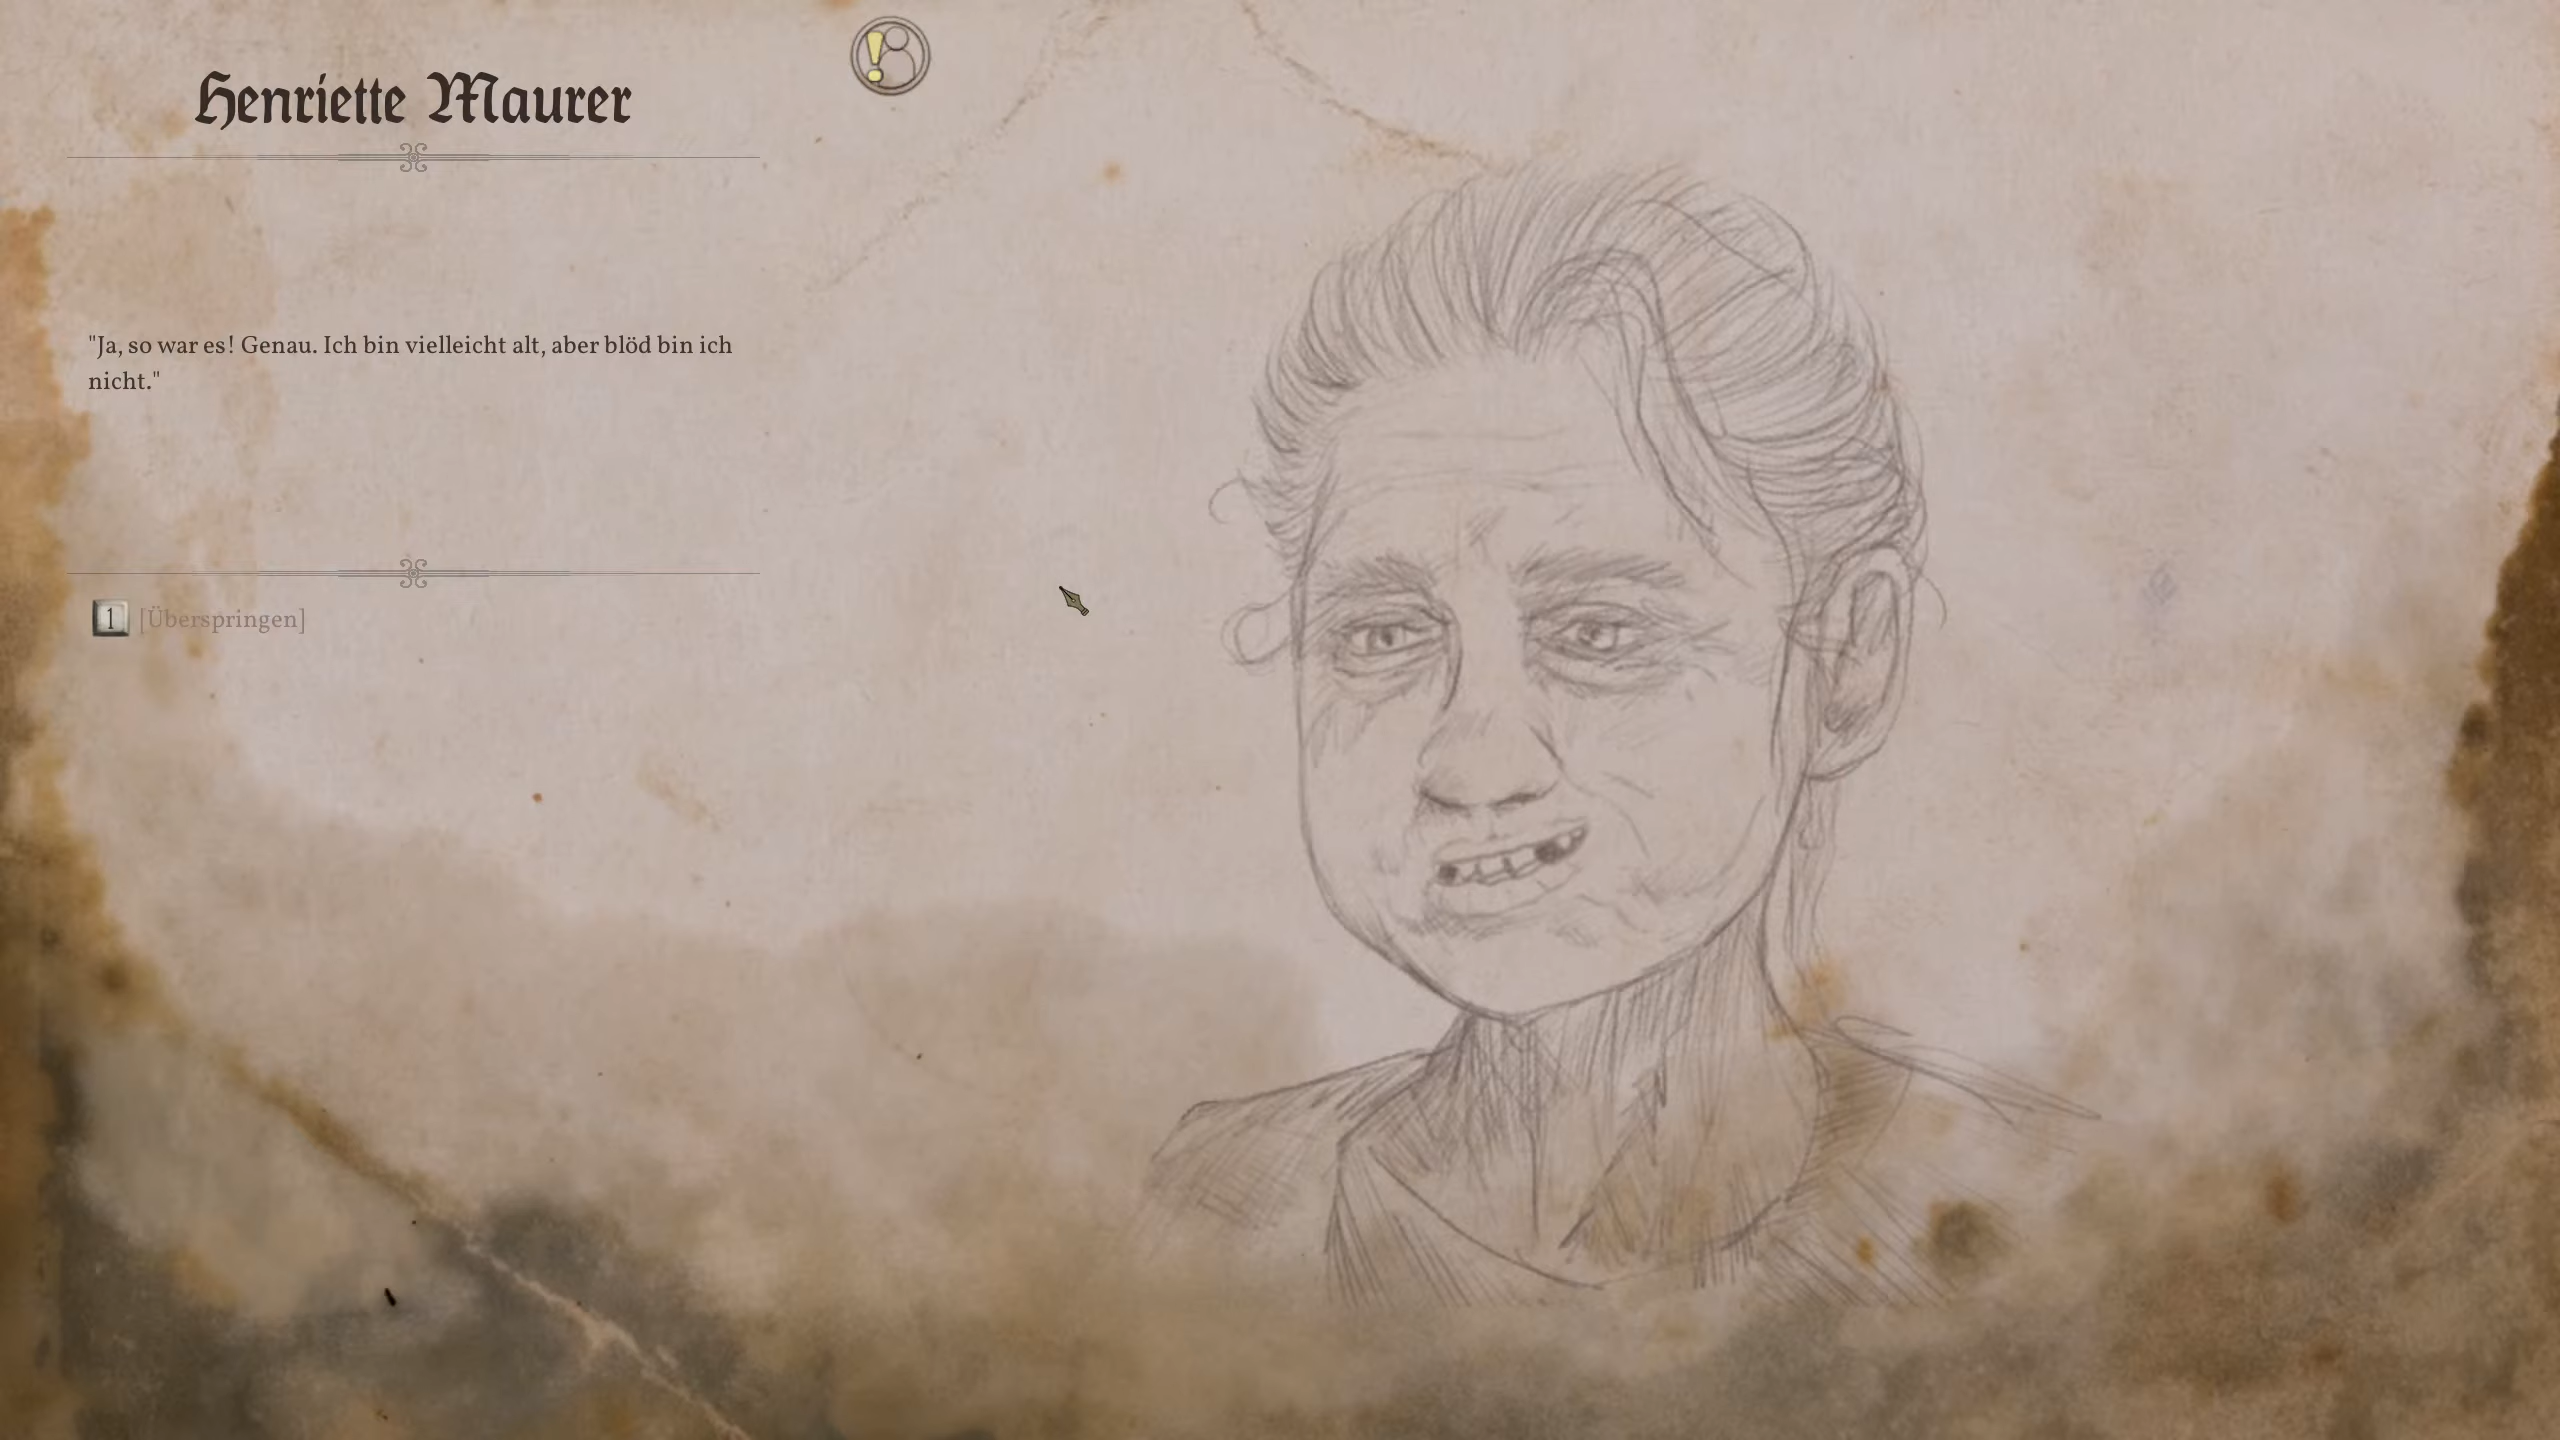 Henriette Maurer
"Ja, so war es! Genau. Ich bin vielleicht alt, aber blöd bin ich
nicht."
1 [Überspringen]